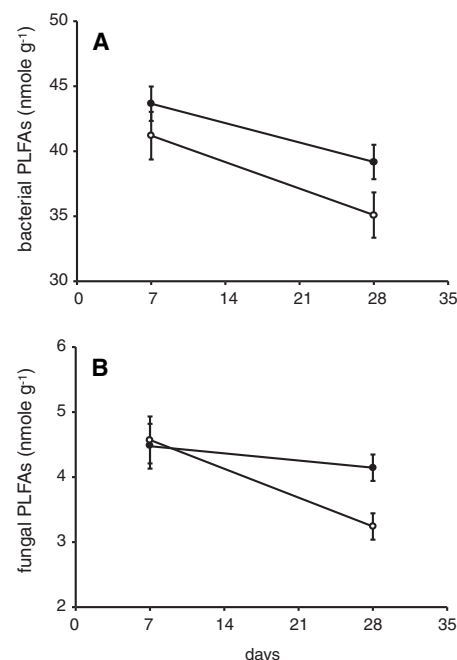 50
A
45
40
35
30
bacterial PLFAs (nmole g-1)
0 7 14 21 28 35
6
B
5
4
3
2
fungal PLFAs (nmole g-1)
0 7 14 21 28 35
days